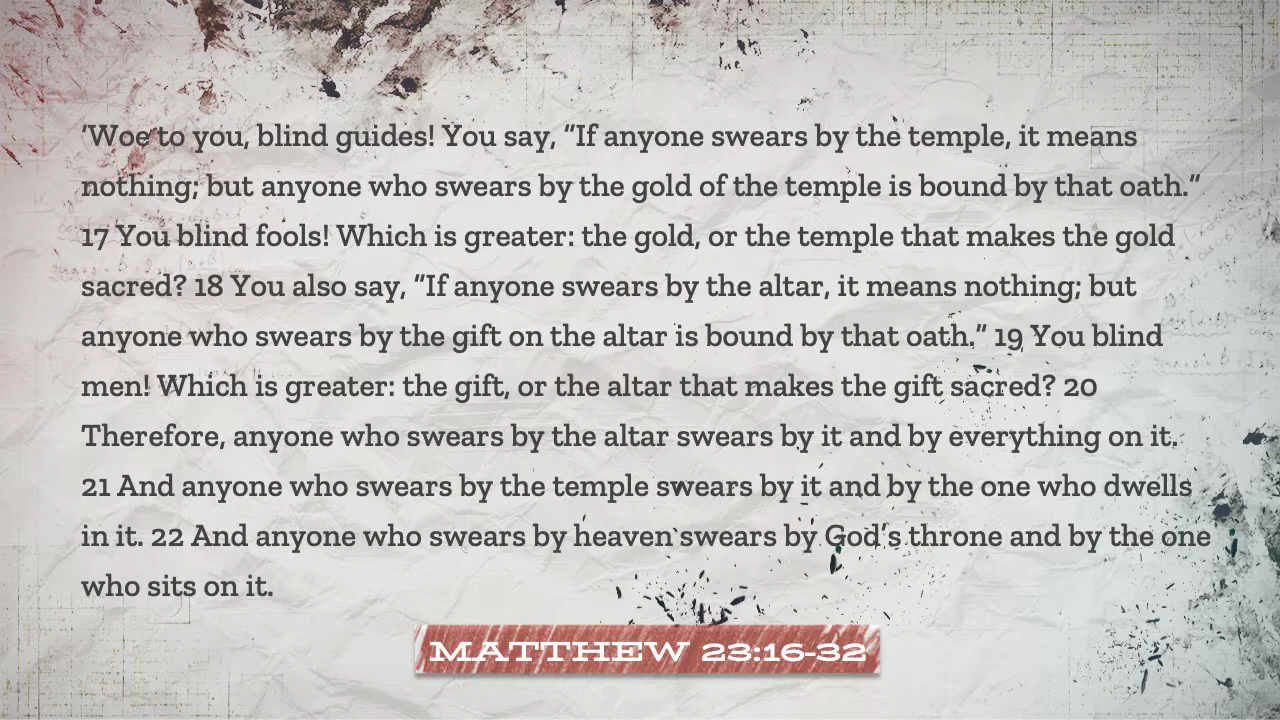 ‘Woe to you, blind guides! You say, “If anyone swears by the temple, it means
nothing; but anyone who swears by the gold of the temple is bound by that oath.”
17 You blind fools! Which is greater: the gold, or the temple that makes the gold
sacred? 18 You also say, “If anyone swears by the altar, it means nothing; but
anyone who swears by the gift on the altar is bound by that oath.” 19 You blind
men! Which is greater: the gift, or the altar that makes the gift sacred? 20
Therefore, anyone who swears by the altar swears by it and by everything on it.
21 And anyone who swears by the temple swears by it and by the one who dwells
in it. 22 And anyone who swears by heaven swears by God’s throne and by the one
who sits on it.
MATTHEW 23:16-32